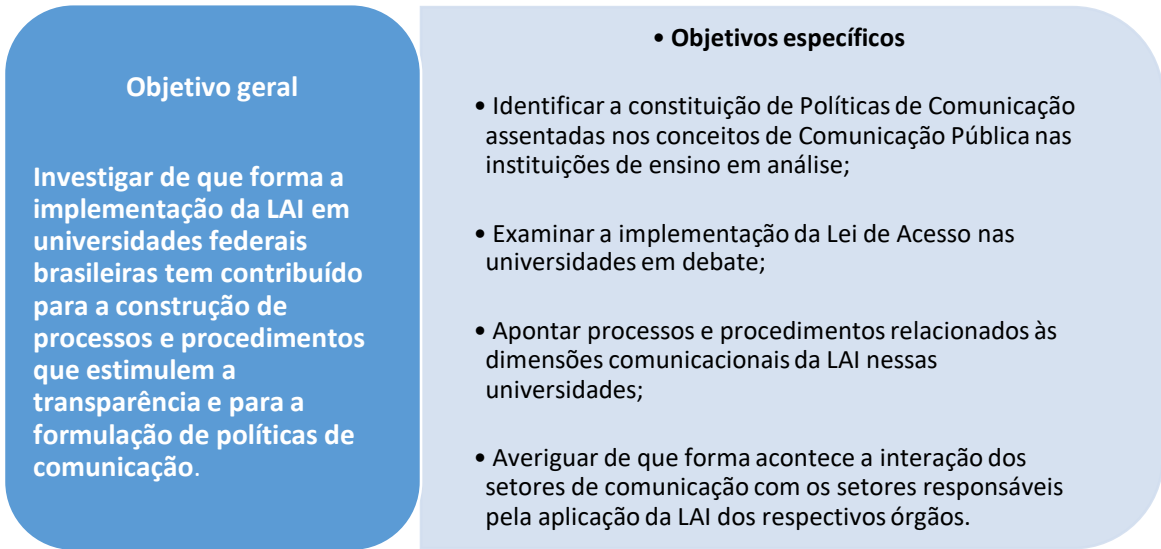 Objetivo geral
Investigar de que forma a
implementação da LAI em
universidades federais
brasileiras tem contribuído
para a construção de
processos e procedimentos
que estimulem a
transparência e para a
formulação de políticas de
comunicação.
• Objetivos específicos
• Identificar a constituição de Políticas de Comunicação
assentadas nos conceitos de Comunicação Pública nas
instituições de ensino em análise;
• Examinar a implementação da Lei de Acesso nas
universidades em debate;
• Apontar processos e procedimentos relacionados às
dimensões comunicacionais da LAI nessas
universidades;
• Averiguar de que forma acontece a interação dos
setores de comunicação com os setores responsáveis
pela aplicação da LAI dos respectivos órgãos.